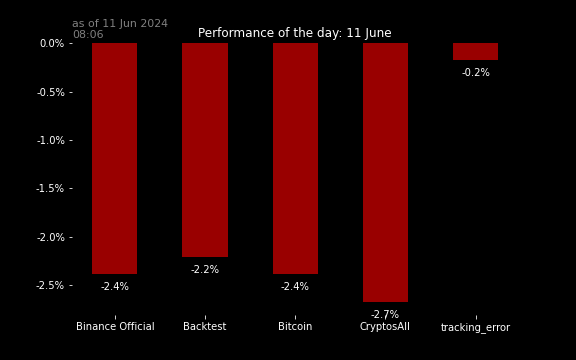 as of 11 Jun 2024
08:06
Performance of the day: 11 June
0.0%
-0.5%
-1.0%
-1.5%
-2.0%
-2.5%
-2.4%
-2.2%
-2.4%
-2.7%
-0.2%
Binance Official
Backtest
Bitcoin
CryptosAll
tracking_error